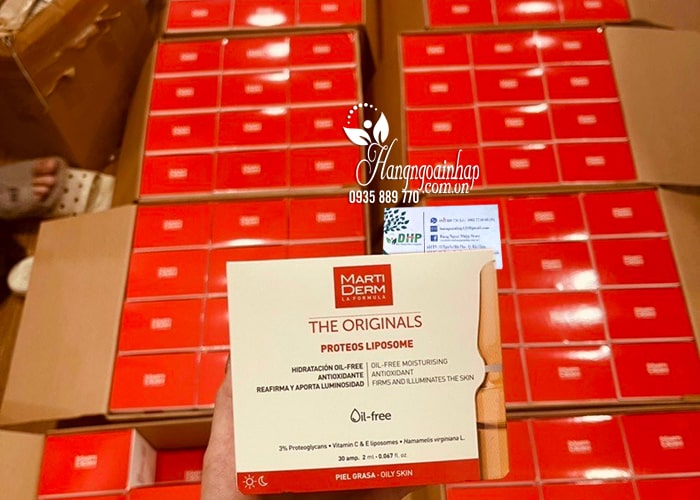 Hangngoainhap
.com.vn
0935 889 770
DHP
MARTI
DERM
LA FORMULA
THE ORIGINALS
PROTEOS LIPOSOME
HIDRATACIÓN OIL-FREE
ANTIOXIDANTE
REAFIRMA Y APORTA LUMINOSIDAD
OIL-FREE MOISTURISING
ANTIOXIDANT
FIRMS AND ILLUMINATES THE SKIN
Oil-free
3% Proteoglycans • Vitamin C & E liposomes • Hamamelis virginiana L.
30 amp. 2 ml - 0.067 fl. oz.
PIEL GRASA - OILY SKIN